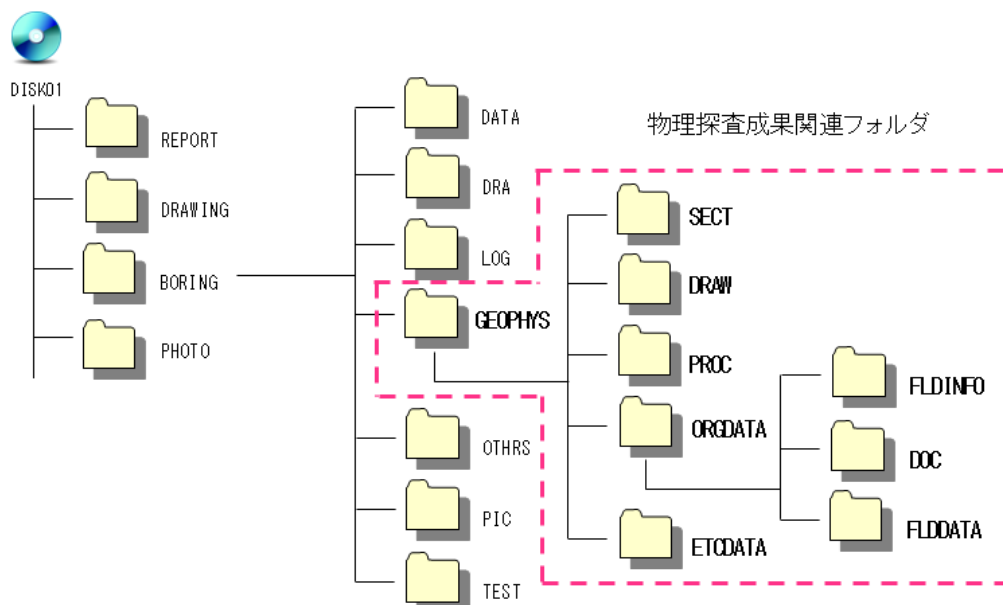 DISK01
REPORT
DRAWING
BORING
PHOTO
DATA
DRA
LOG
GEOPHYS
OTHRS
PIC
TEST
物理探査成果関連フォルダ
SECT
DRAW
PROC
ORGDATA
ETCDATA
FLDINFO
DOC
FLDDATA